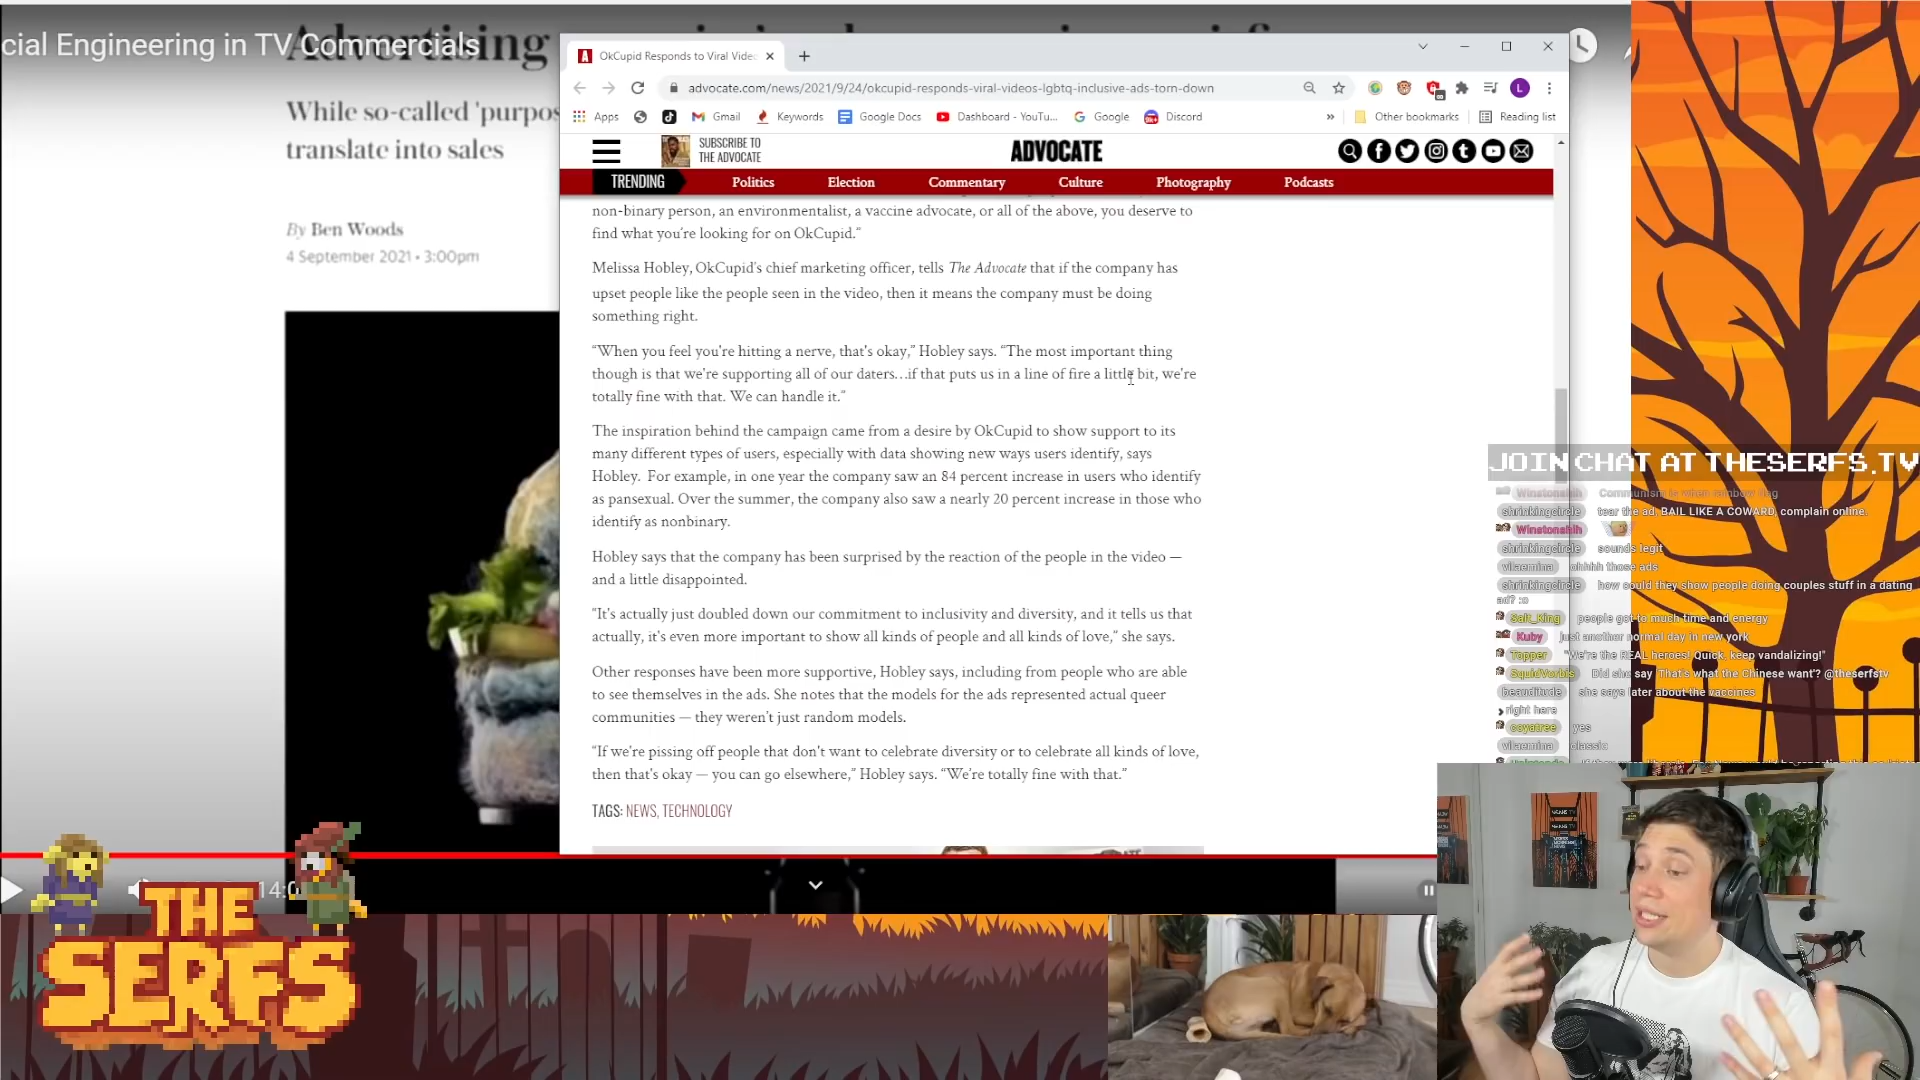 cial Engineering in TV Commercials
Advertising
While so-called 'purpos
translate into sales
By Ben Woods
4 September 2021 • 3:00pm
OkCupid Responds to Viral Vide
advocate.com/news/2021/9/24/okcupid-responds-viral-videos-lgbtq-inclusive-ads-torn-down
Apps
Gmail
Keywords
Google Docs
Dashboard - YouTu...
Google
Discord
»
Other bookmarks
Reading list
SUBSCRIBE TO
THE ADVOCATE
ADVOCATE
TRENDING
Politics
Election
Commentary
Culture
Photography
Podcasts
non-binary person, an environmentalist, a vaccine advocate, or all of the above, you deserve to
find what you're looking for on OkCupid."
Melissa Hobley, OkCupid's chief marketing officer, tells The Advocate that if the company has
upset people like the people seen in the video, then it means the company must be doing
something right.
"When you feel you're hitting a nerve, that's okay," Hobley says. "The most important thing
though is that we're supporting all of our daters…if that puts us in a line of fire a little bit, we're
totally fine with that. We can handle it."
The inspiration behind the campaign came from a desire by OkCupid to show support to its
many different types of users, especially with data showing new ways users identify, says
Hobley. For example, in one year the company saw an 84 percent increase in users who identify
as pansexual. Over the summer, the company also saw a nearly 20 percent increase in those who
identify as nonbinary.
Hobley says that the company has been surprised by the reaction of the people in the video —
and a little disappointed.
"It's actually just doubled down our commitment to inclusivity and diversity, and it tells us that
actually, it's even more important to show all kinds of people and all kinds of love," she says.
Other responses have been more supportive, Hobley says, including from people who are able
to see themselves in the ads. She notes that the models for the ads represented actual queer
communities — they weren't just random models.
"If we're pissing off people that don't want to celebrate diversity or to celebrate all kinds of love,
then that's okay — you can go elsewhere," Hobley says. "We're totally fine with that."
TAGS: NEWS, TECHNOLOGY
JOIN CHAT AT THESERFS.TV
Winstonshih Communism is when rainbow flag
shrinkingcircle tear the ad, BAIL LIKE A COWARD, complain online.
Winstonshih
shrinkingcircle sounds legit
vilaemina ohhhh those ads
shrinkingcircle how could they show people doing couples stuff in a dating
ad? :o
Salt_King people got to much time and energy
Kuby just another normal day in new york
Topper "We're the REAL heroes! Quick, keep vandalizing!"
SquidVorbis Did she say 'That's what the Chinese want'? @theserfstv
beauditude she says later about the vaccines
right here
coyatree yes
vilaemina classic
14:0
THE
SERFS